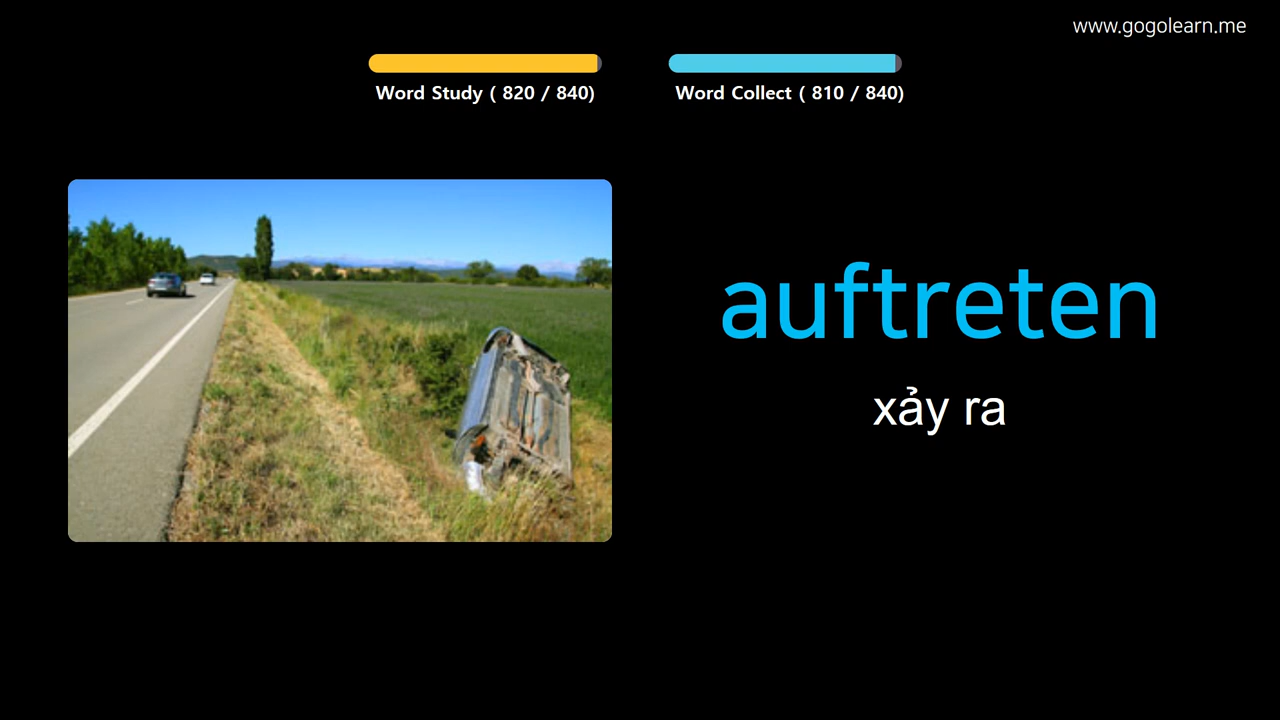 www.gogolearn.me
Word Study ( 820 / 840)
Word Collect ( 810 / 840)
auftreten
xảy ra